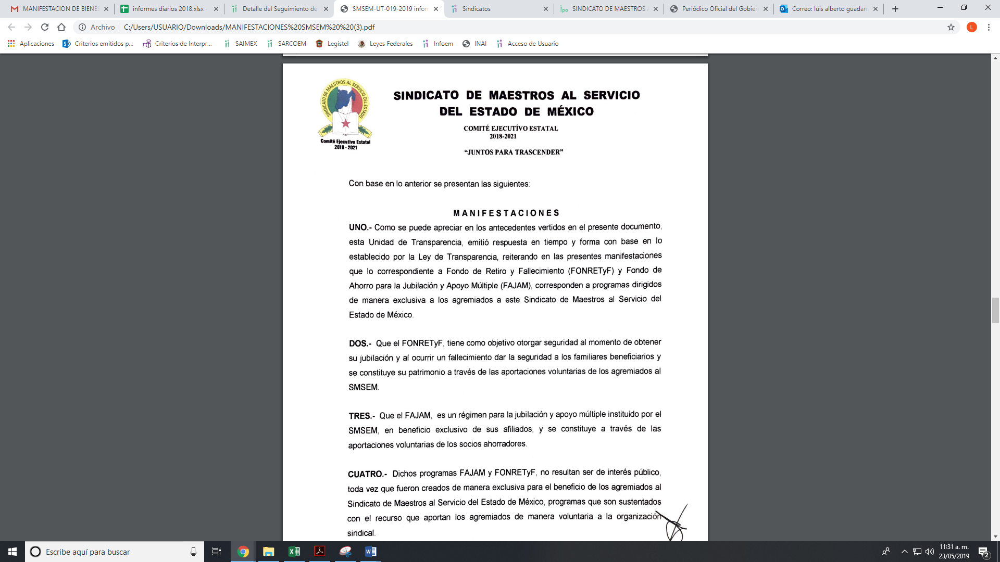 MANIFESTACION DE BIENES
informes diarios 2018.xlsx -
Detalle del Seguimiento de
SMSEM-UT-019-2019 infor
Sindicatos
ipo
SINDICATO DE MAESTROS A
Periódico Oficial del Gobier
Correo: luis alberto guadarr
Archivo
C:/Users/USUARIO/Downloads/MANIFESTACIONES%20SMSEM%20%20(3).pdf
L
Aplicaciones
Criterios emitidos p...
Criterios de Interpr...
SAIMEX
SARCOEM
Legistel
Leyes Federales
Infoem
INAI
Acceso de Usuario
SINDICATO DE MAESTROS AL SERVICIO DEL ESTADO
Comité Ejecutivo Estatal
2018 - 2021
SINDICATO DE MAESTROS AL SERVICIO
DEL ESTADO DE MÉXICO
COMITÉ EJECUTÍVO ESTATAL
2018-2021
“JUNTOS PARA TRASCENDER”
Con base en lo anterior se presentan las siguientes:
M A N I F E S T A C I O N E S
UNO.- Como se puede apreciar en los antecedentes vertidos en el presente documento,
esta Unidad de Transparencia, emitió respuesta en tiempo y forma con base en lo
establecido por la Ley de Transparencia, reiterando en las presentes manifestaciones
que lo correspondiente a Fondo de Retiro y Fallecimiento (FONRETyF) y Fondo de
Ahorro para la Jubilación y Apoyo Múltiple (FAJAM), corresponden a programas dirigidos
de manera exclusiva a los agremiados a este Sindicato de Maestros al Servicio del
Estado de México.
DOS.- Que el FONRETyF, tiene como objetivo otorgar seguridad al momento de obtener
su jubilación y al ocurrir un fallecimiento dar la seguridad a los familiares beneficiarios y
se constituye su patrimonio a través de las aportaciones voluntarias de los agremiados al
SMSEM.
TRES.- Que el FAJAM, es un régimen para la jubilación y apoyo múltiple instituido por el
SMSEM, en beneficio exclusivo de sus afiliados, y se constituye a través de las
aportaciones voluntarias de los socios ahorradores.
CUATRO.- Dichos programas FAJAM y FONRETyF, no resultan ser de interés público,
toda vez que fueron creados de manera exclusiva para el beneficio de los agremiados al
Sindicato de Maestros al Servicio del Estado de México, programas que son sustentados
con el recurso que aportan los agremiados de manera voluntaria a la organización
sindical.
Escribe aquí para buscar
11:31 a. m.
23/05/2019
2